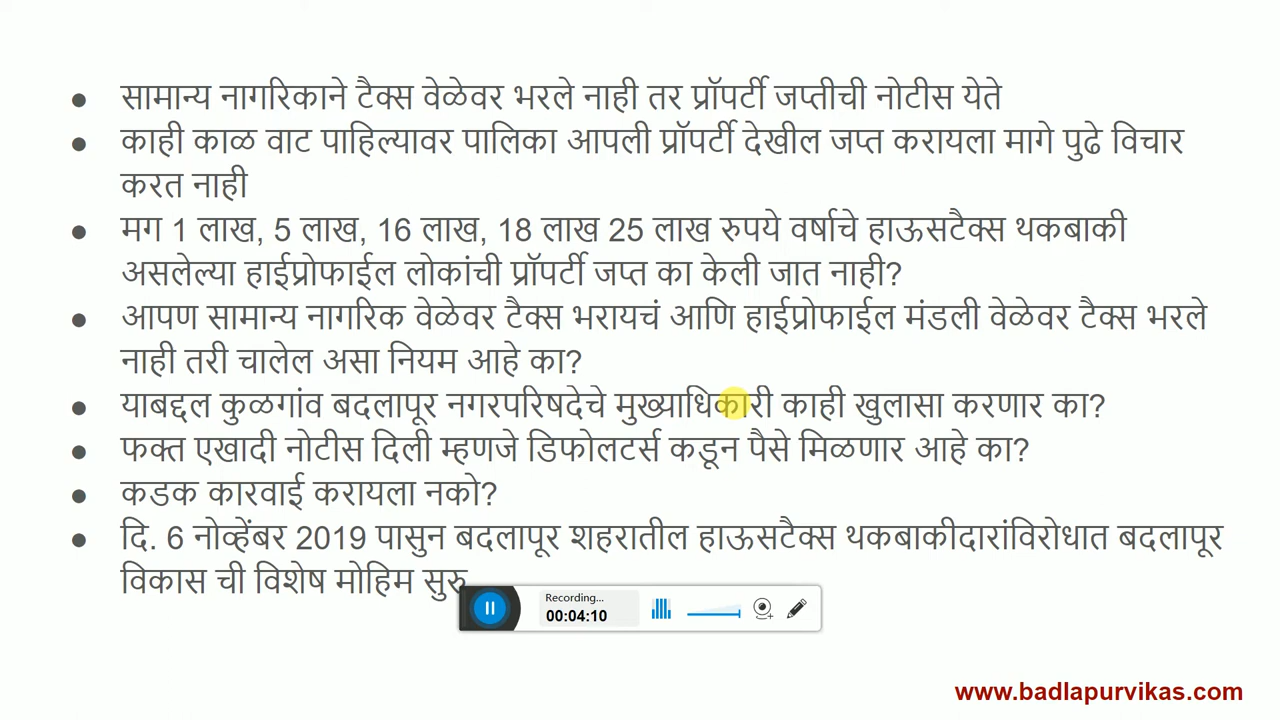 ● सामान्य नागरिकाने टैक्स वेळेवर भरले नाही तर प्रॉपर्टी जप्तीची नोटीस येते
● काही काळ वाट पाहिल्यावर पालिका आपली प्रॉपर्टी देखील जप्त करायला मागे पुढे विचार
करत नाही
● मग 1 लाख, 5 लाख, 16 लाख, 18 लाख 25 लाख रुपये वर्षाचे हाऊसटैक्स थकबाकी
असलेल्या हाईप्रोफाईल लोकांची प्रॉपर्टी जप्त का केली जात नाही?
● आपण सामान्य नागरिक वेळेवर टैक्स भरायचं आणि हाईप्रोफाईल मंडली वेळेवर टैक्स भरले
नाही तरी चालेल असा नियम आहे का?
● याबद्दल कुळगांव बदलापूर नगरपरिषदेचे मुख्याधिकारी काही खुलासा करणार का?
● फक्त एखादी नोटीस दिली म्हणजे डिफोलटर्स कडून पैसे मिळणार आहे का?
● कडक कारवाई करायला नको?
● दि. 6 नोव्हेंबर 2019 पासुन बदलापूर शहरातील हाऊसटैक्स थकबाकीदारांविरोधात बदलापूर
विकास ची विशेष मोहिम सुरु
Recording...
00:04:10
www.badlapurvikas.com